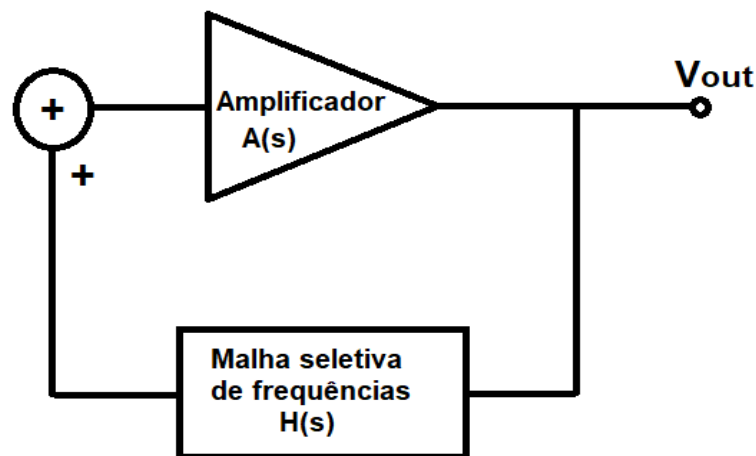 Vout
+
Amplificador
A(s)
+
Malha seletiva
de frequências
H(s)